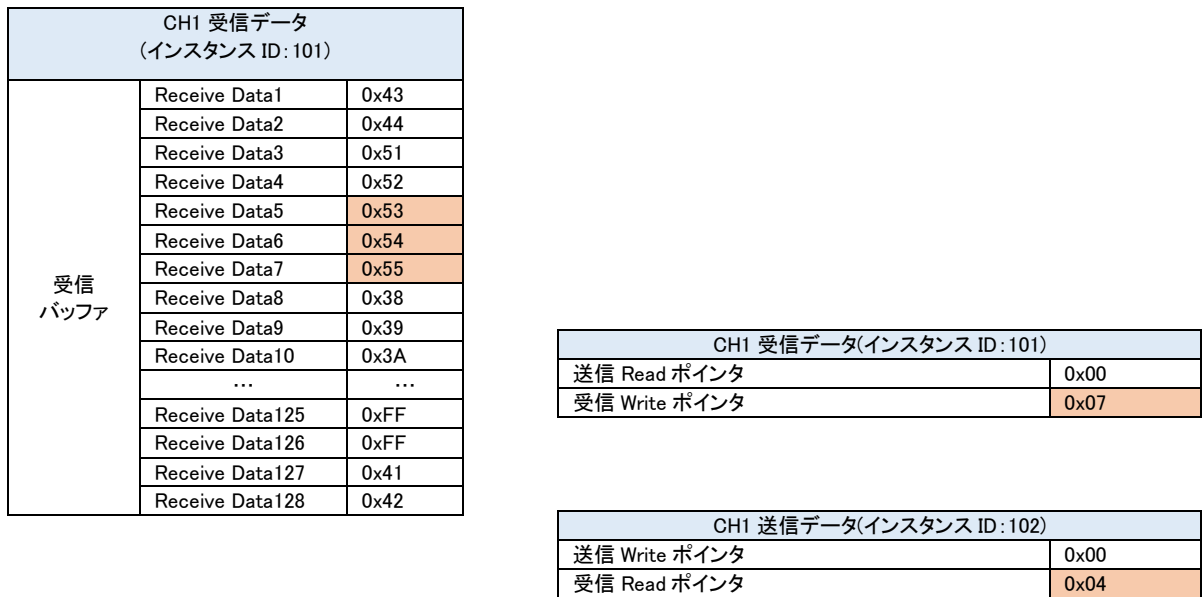 CH1 受信データ
（インスタンス ID：101）
受信
バッファ
Receive Data1 0x43
Receive Data2 0x44
Receive Data3 0x51
Receive Data4 0x52
Receive Data5 0x53
Receive Data6 0x54
Receive Data7 0x55
Receive Data8 0x38
Receive Data9 0x39
Receive Data10 0x3A
… …
Receive Data125 0xFF
Receive Data126 0xFF
Receive Data127 0x41
Receive Data128 0x42
CH1 受信データ(インスタンス ID：101)
送信 Read ポインタ 0x00
受信 Write ポインタ 0x07
CH1 送信データ(インスタンス ID：102)
送信 Write ポインタ 0x00
受信 Read ポインタ 0x04